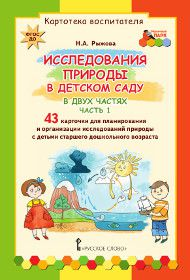 Картотека воспитателя
ФГОС
ДО
Н.А. Рыжова
ИССЛЕДОВАНИЯ
ПРИРОДЫ
В ДЕТСКОМ САДУ
В ДВУХ ЧАСТЯХ
ЧАСТЬ 1
43 карточки для планирования
и организации исследований природы
с детьми старшего дошкольного возраста
«РУССКОЕ СЛОВО»